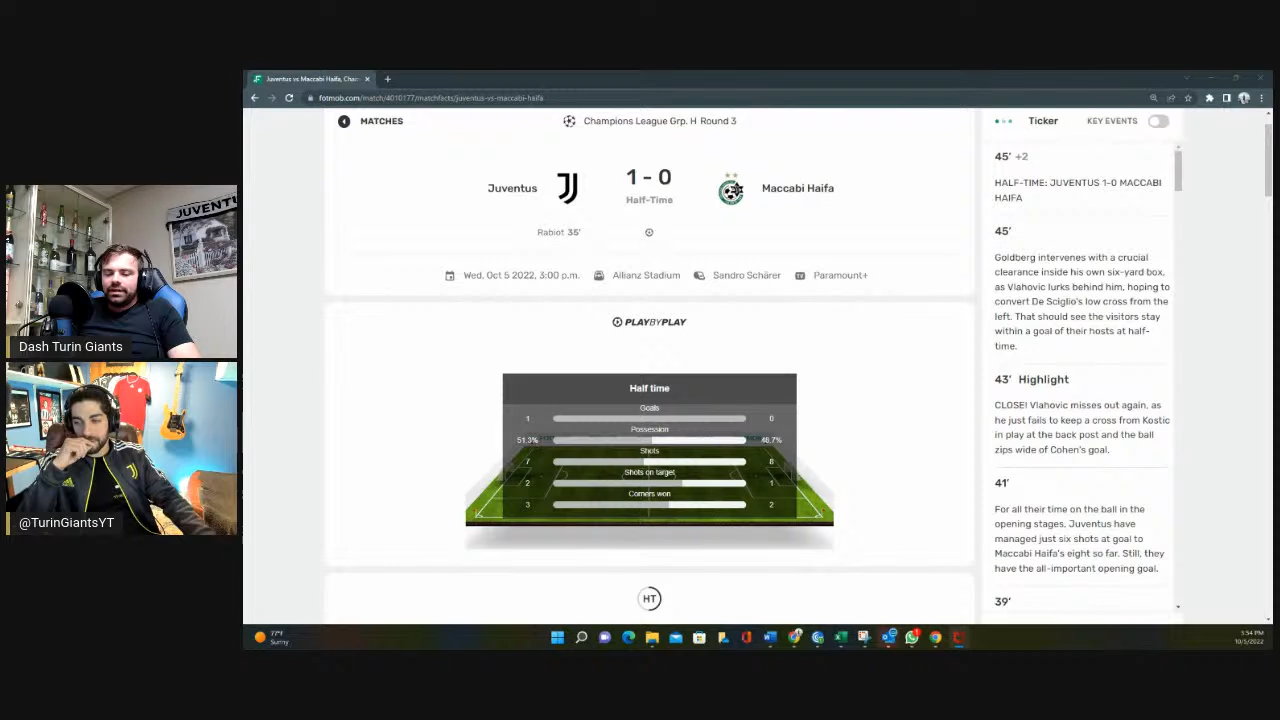 Juventus vs Maccabi Haifa, Chan
fotmob.com/match/4010177/matchfacts/juventus-vs-maccabi-haifa
MATCHES
Champions League Grp. H Round 3
Juventus
1 - 0
Half-Time
Maccabi Haifa
Rabiot 35'
Wed, Oct 5 2022, 3:00 p.m.
Allianz Stadium
Sandro Schärer
Paramount+
PLAYBYPLAY
Half time
Goals
1
0
Possession
51.3%
48.7%
Shots
7
8
Shots on target
2
1
Corners won
3
2
HT
Ticker
KEY EVENTS
45' +2
HALF-TIME: JUVENTUS 1-0 MACCABI
HAIFA
45'
Goldberg intervenes with a crucial
clearance inside his own six-yard box,
as Vlahovic lurks behind him, hoping to
convert De Sciglio's low cross from the
left. That should see the visitors stay
within a goal of their hosts at half-
time.
43' Highlight
CLOSE! Vlahovic misses out again, as
he just fails to keep a cross from Kostic
in play at the back post and the ball
zips wide of Cohen's goal.
41'
For all their time on the ball in the
opening stages, Juventus have
managed just six shots at goal to
Maccabi Haifa's eight so far. Still, they
have the all-important opening goal.
39'
JUVENTUS
Dash Turin Giants
@TurinGiantsYT
77°F
Sunny
3:34 PM
10/5/2022